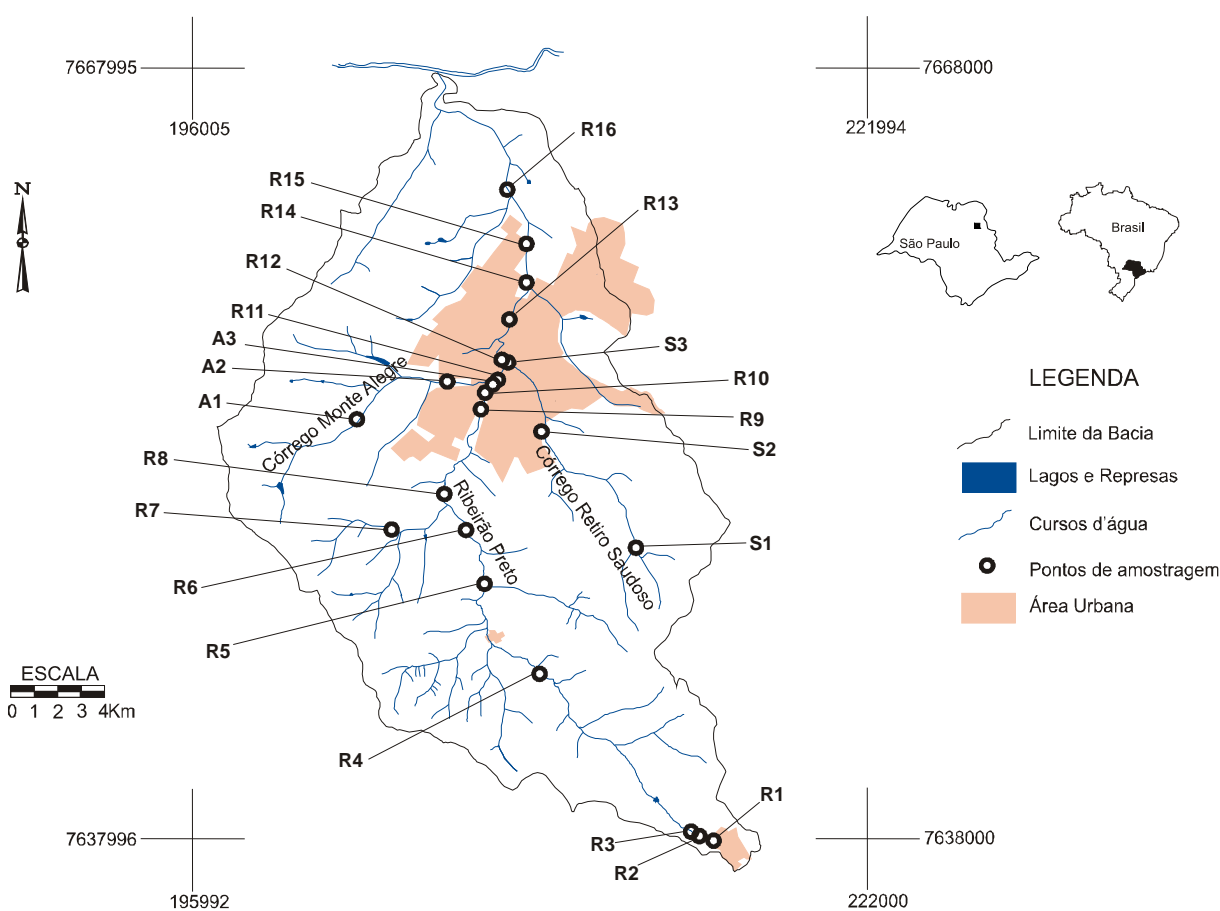 7667995
7668000
196005
221994
R16
R15
R14
R13
N
R12
São Paulo
Brasil
R11
A3
S3
A2
R10
A1
R9
LEGENDA
Córrego Monte Alegre
S2
Limite da Bacia
R8
Córrego Retiro Saudoso
Lagos e Represas
R7
Ribeirão Preto
Cursos d'água
S1
R6
Pontos de amostragem
Área Urbana
R5
ESCALA
0 1 2 3 4Km
R4
R1
R3
R2
7637996
7638000
195992
222000